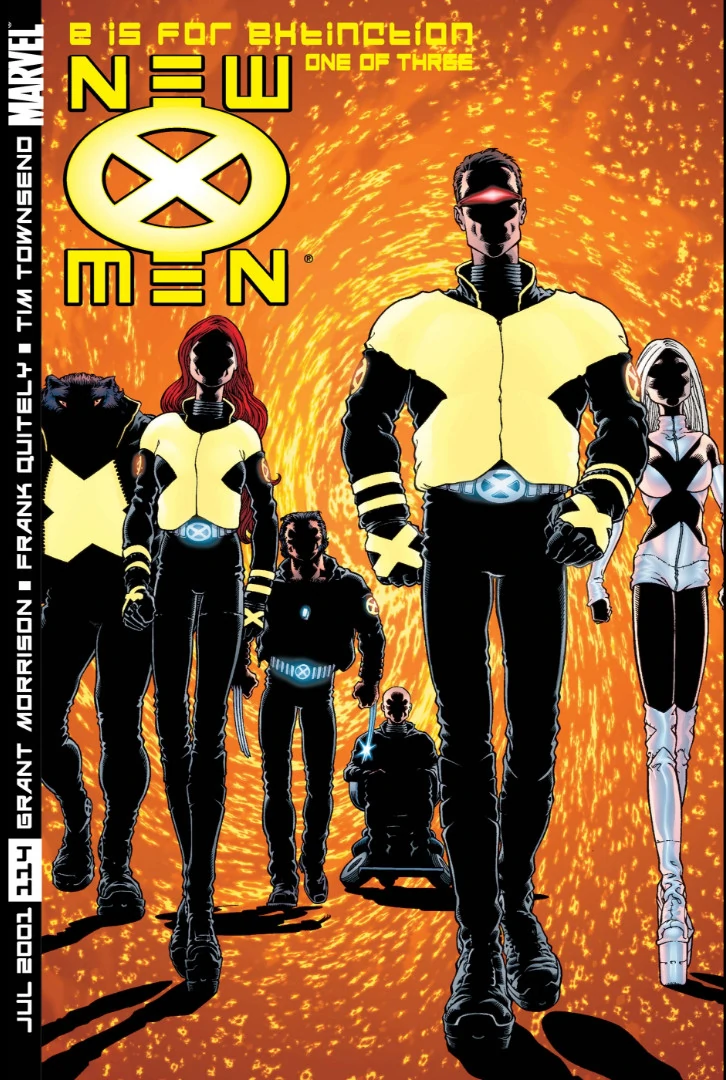 E IS FOR EXTINCTION
ONE OF THREE
NEW
X
MEN®
MARVEL
JUL 2001 114 GRANT MORRISON ■ FRANK QUITELY ■ TIM TOWNSEND